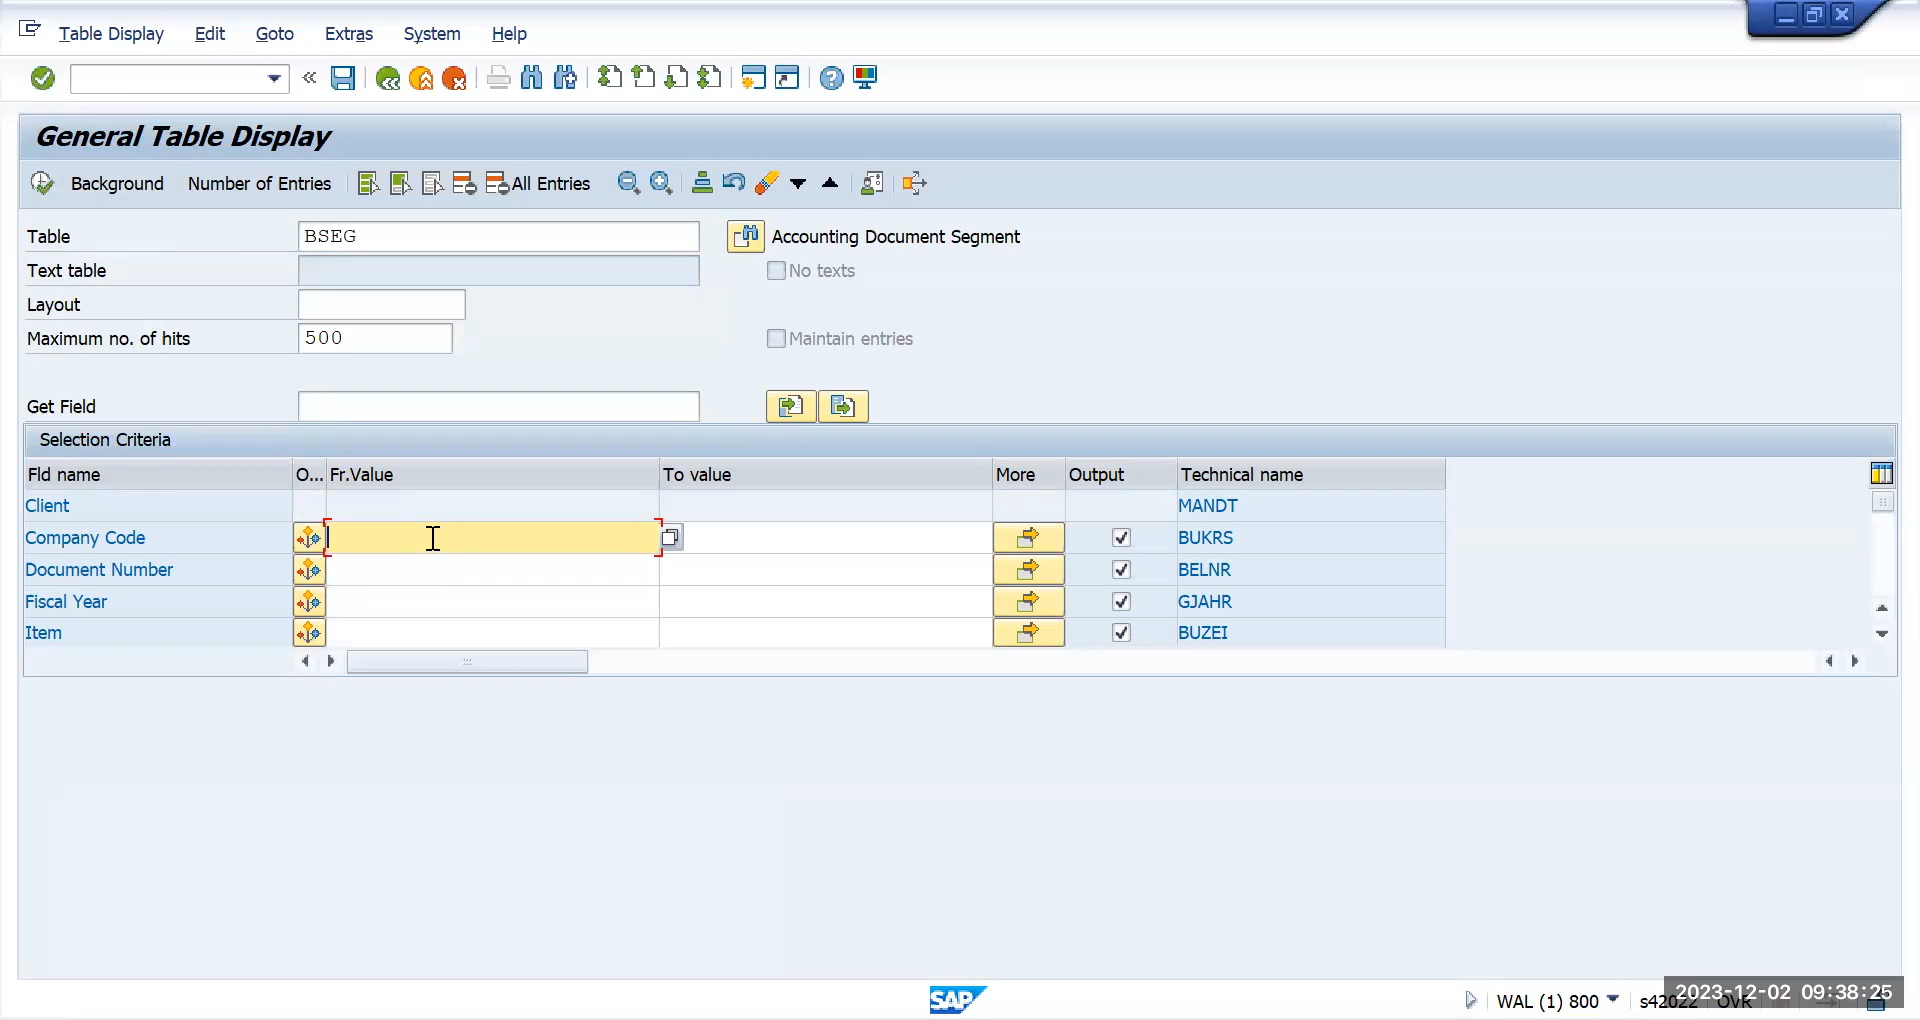 Table Display Edit Goto Extras System Help
General Table Display
Background Number of Entries All Entries
Table BSEG Accounting Document Segment
Text table No texts
Layout
Maximum no. of hits 500 Maintain entries
Get Field
Selection Criteria
Fld name O... Fr.Value To value More Output Technical name
Client MANDT
Company Code BUKRS
Document Number BELNR
Fiscal Year GJAHR
Item BUZEI
SAP WAL (1) 800 s42022 OVR
2023-12-02 09:38:25